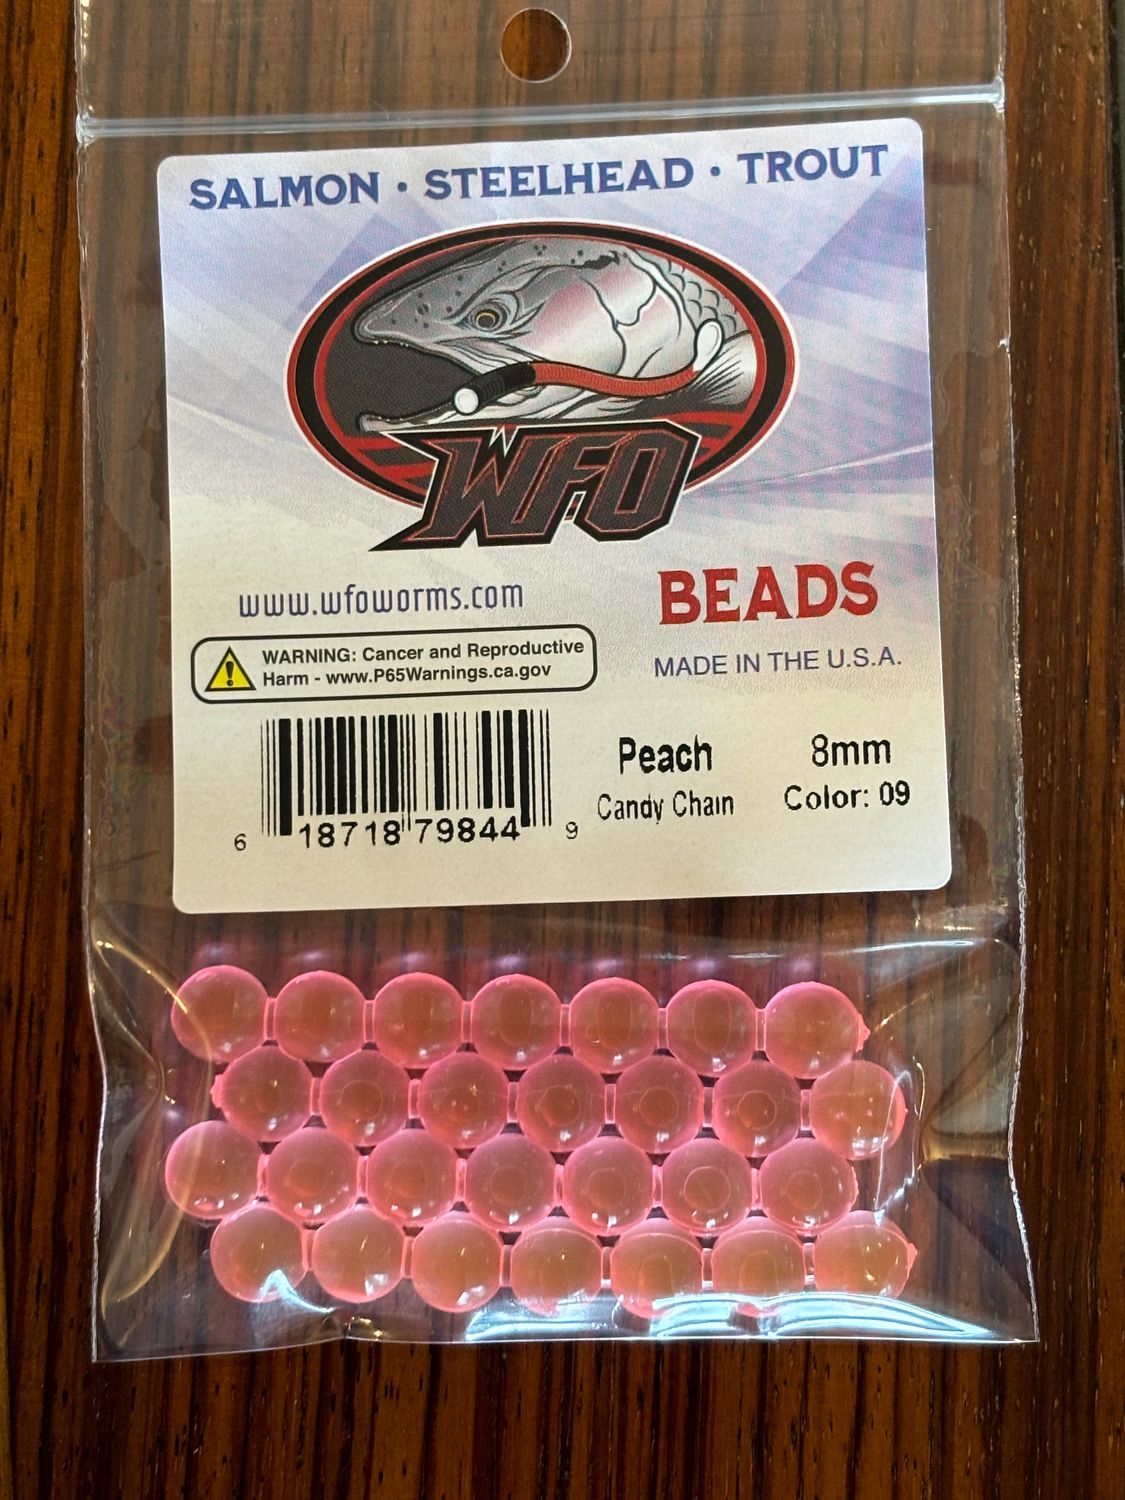 SALMON · STEELHEAD · TROUT
WFO
www.wfoworms.com
BEADS
WARNING: Cancer and Reproductive
Harm - www.P65Warnings.ca.gov
MADE IN THE U.S.A.
Peach
8mm
Candy Chain
Color: 09
6 18718 79844 9